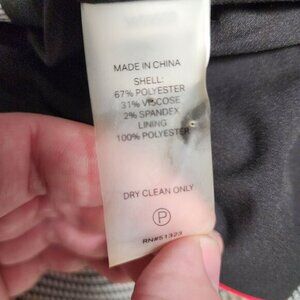 MADE IN CHINA
SHELL:
67% POLYESTER
31% VISCOSE
2% SPANDEX
LINING
100% POLYESTER
DRY CLEAN ONLY
P
RN#51323